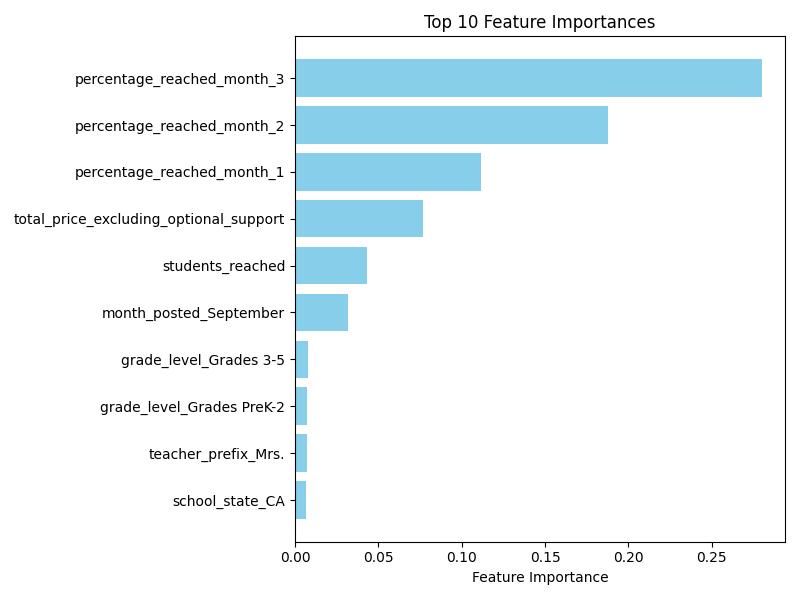 Top 10 Feature Importances
percentage_reached_month_3
percentage_reached_month_2
percentage_reached_month_1
total_price_excluding_optional_support
students_reached
month_posted_September
grade_level_Grades 3-5
grade_level_Grades PreK-2
teacher_prefix_Mrs.
school_state_CA
0.00 0.05 0.10 0.15 0.20 0.25
Feature Importance